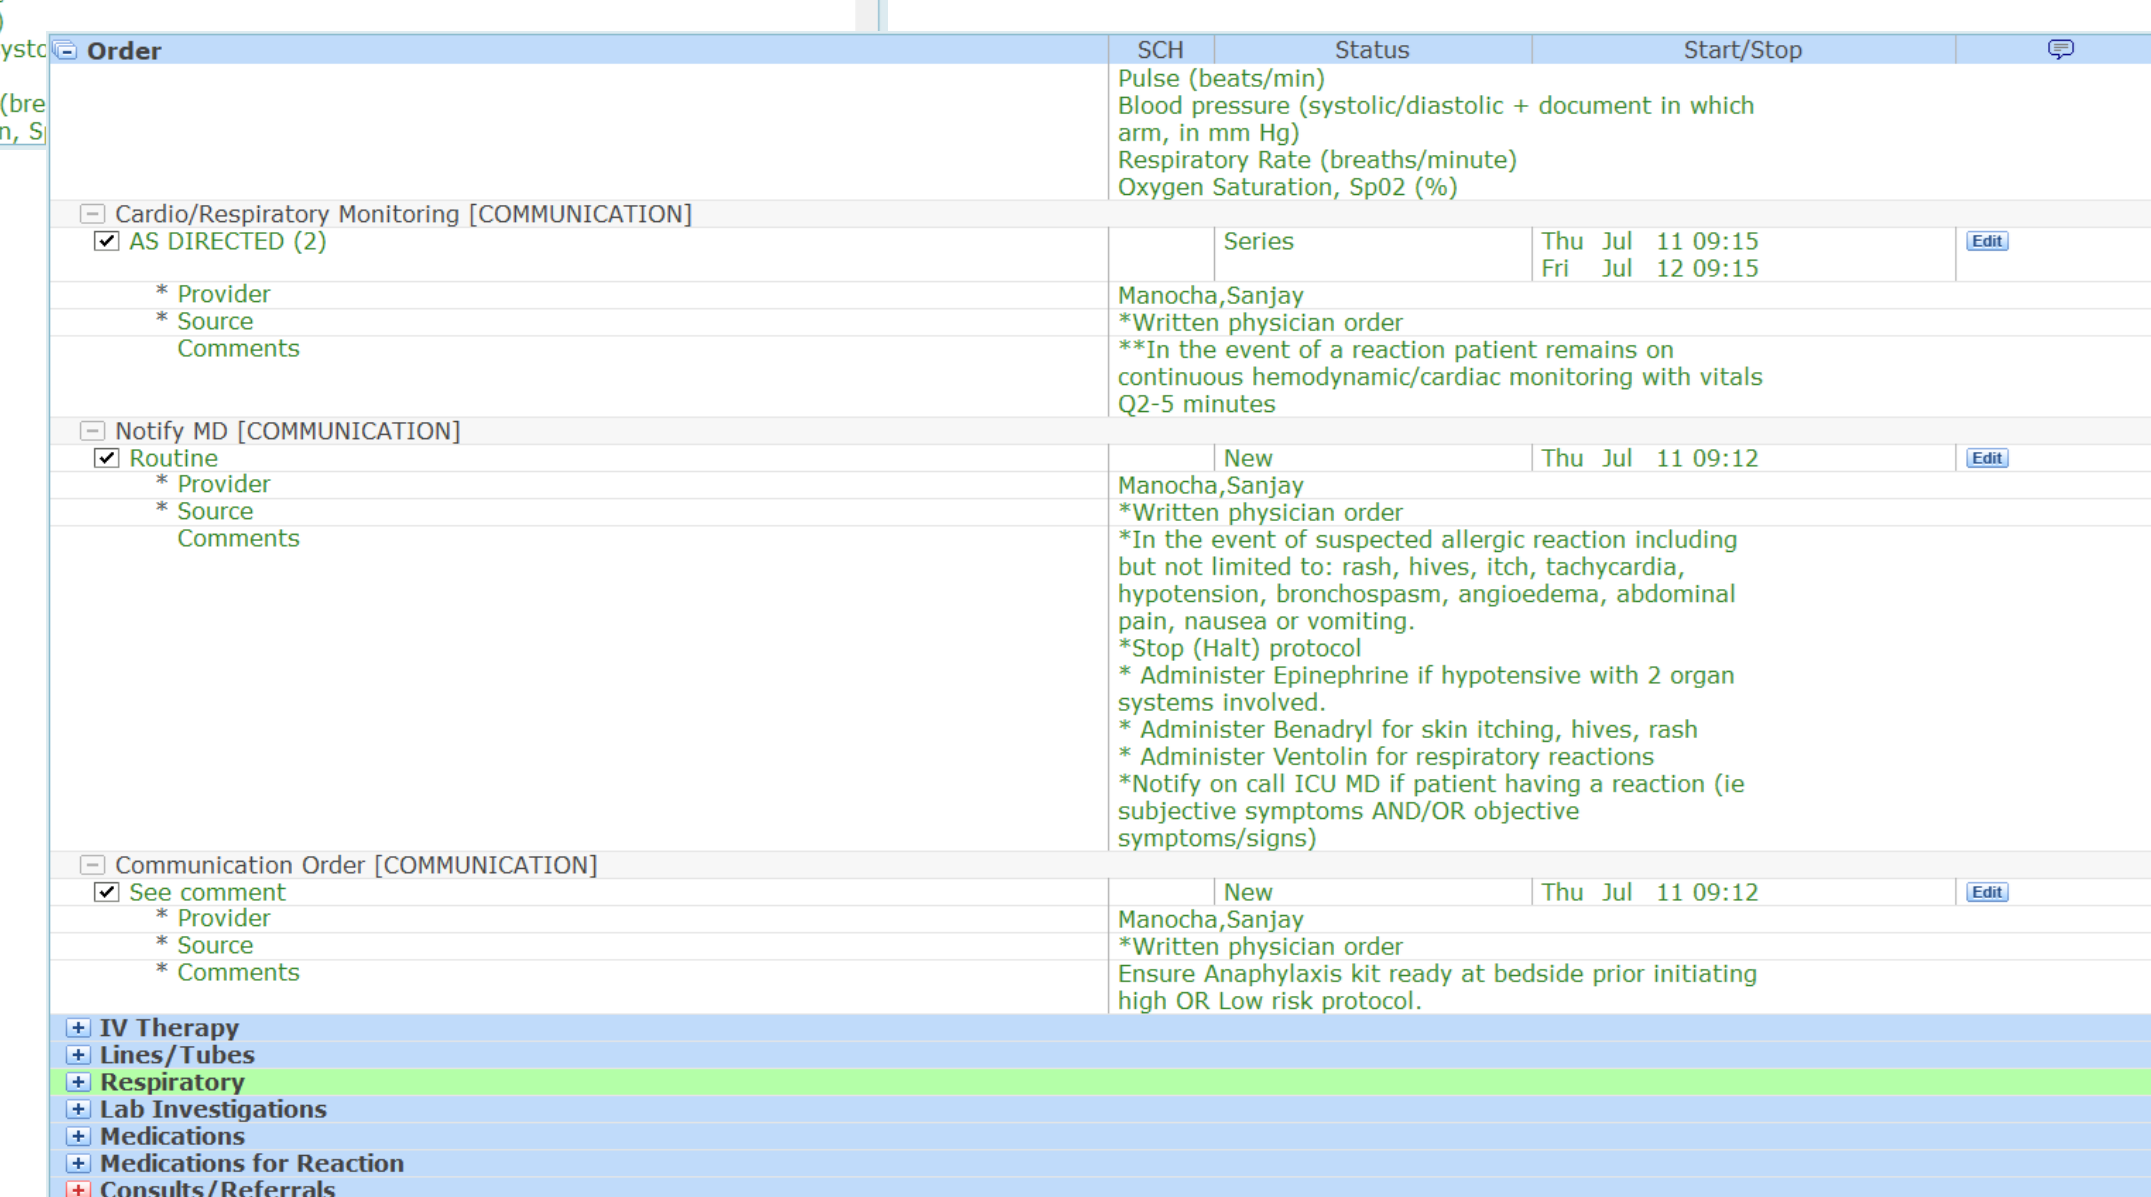 )
ysto
(bre
n, S
Order SCH Status Start/Stop
Pulse (beats/min)
Blood pressure (systolic/diastolic + document in which
arm, in mm Hg)
Respiratory Rate (breaths/minute)
Oxygen Saturation, Sp02 (%)
Cardio/Respiratory Monitoring [COMMUNICATION]
AS DIRECTED (2) Series Thu Jul 11 09:15 Edit
Fri Jul 12 09:15
* Provider Manocha,Sanjay
* Source *Written physician order
Comments **In the event of a reaction patient remains on
continuous hemodynamic/cardiac monitoring with vitals
Q2-5 minutes
Notify MD [COMMUNICATION]
Routine New Thu Jul 11 09:12 Edit
* Provider Manocha,Sanjay
* Source *Written physician order
Comments *In the event of suspected allergic reaction including
but not limited to: rash, hives, itch, tachycardia,
hypotension, bronchospasm, angioedema, abdominal
pain, nausea or vomiting.
*Stop (Halt) protocol
* Administer Epinephrine if hypotensive with 2 organ
systems involved.
* Administer Benadryl for skin itching, hives, rash
* Administer Ventolin for respiratory reactions
*Notify on call ICU MD if patient having a reaction (ie
subjective symptoms AND/OR objective
symptoms/signs)
Communication Order [COMMUNICATION]
See comment New Thu Jul 11 09:12 Edit
* Provider Manocha,Sanjay
* Source *Written physician order
* Comments Ensure Anaphylaxis kit ready at bedside prior initiating
high OR Low risk protocol.
IV Therapy
Lines/Tubes
Respiratory
Lab Investigations
Medications
Medications for Reaction
Consults/Referrals